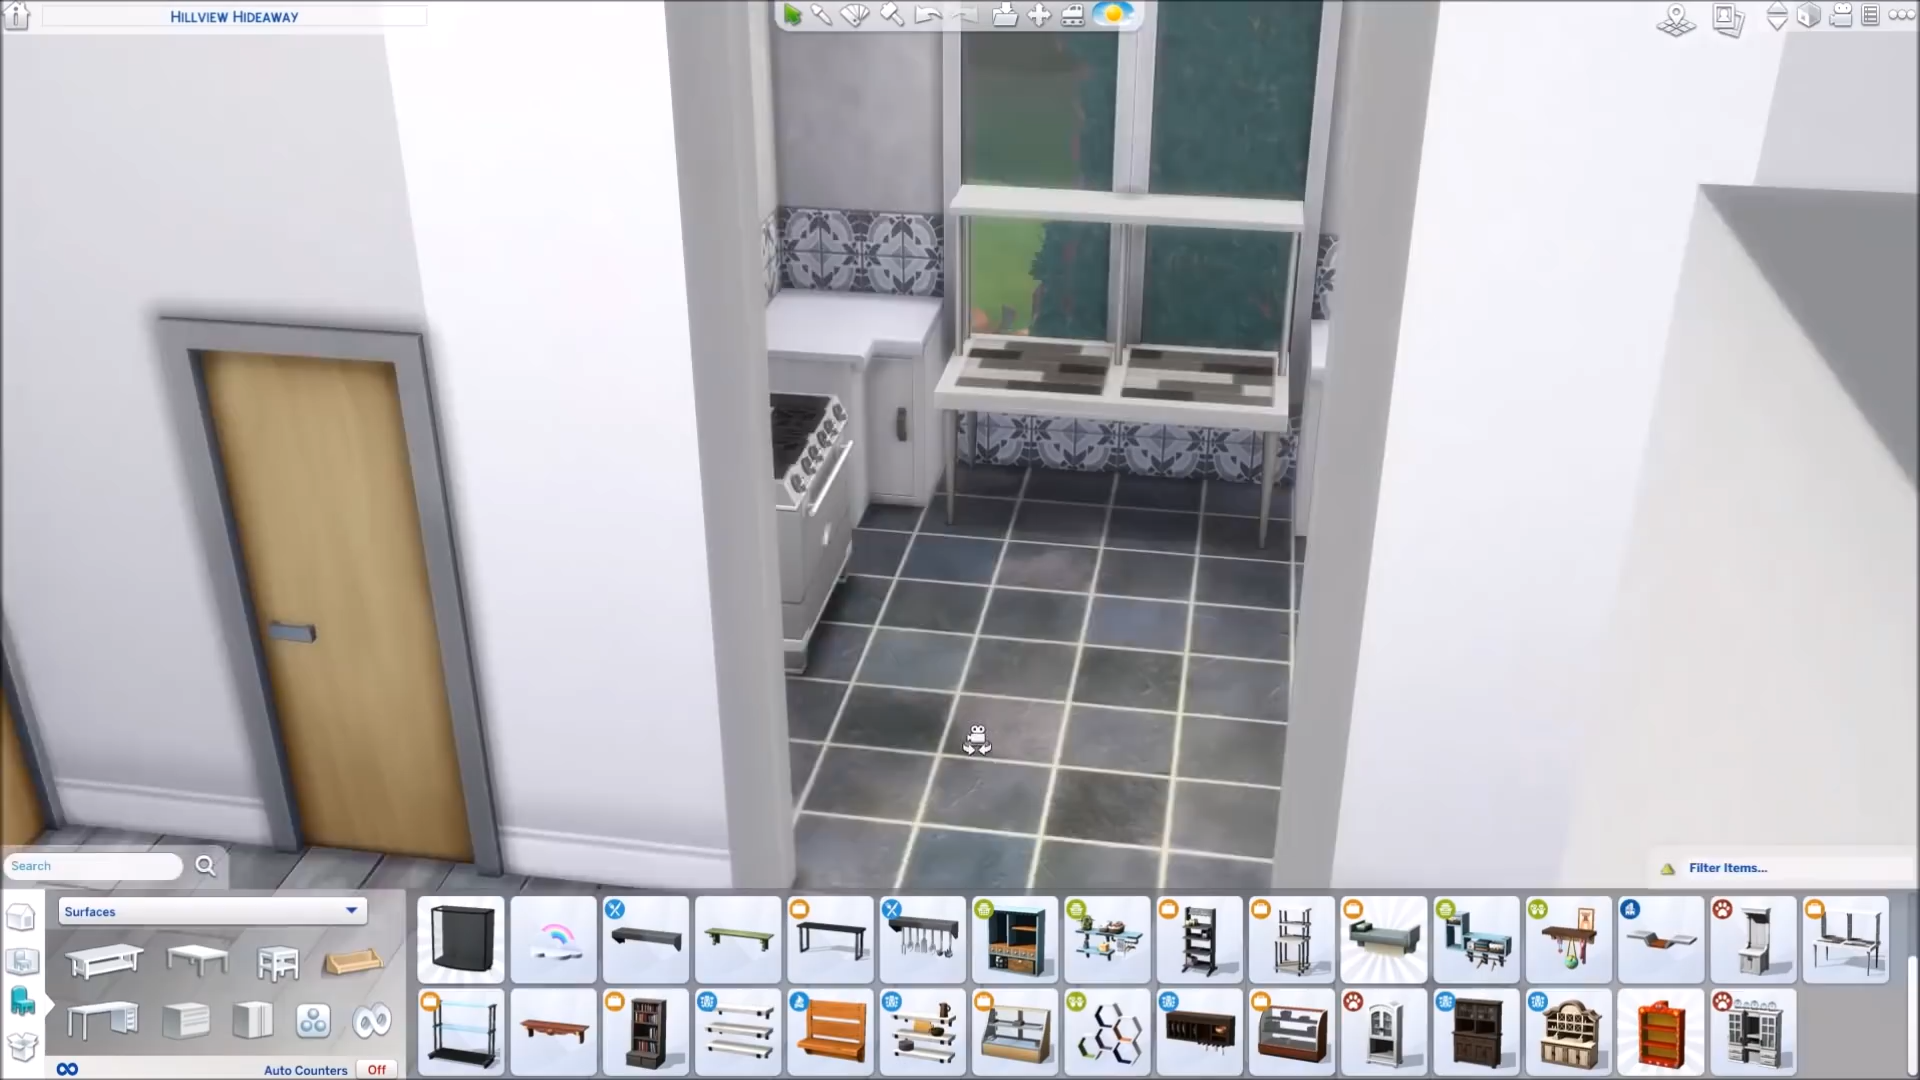 HILLVIEW HIDEAWAY
Search
Filter Items...
Surfaces
Auto Counters Off